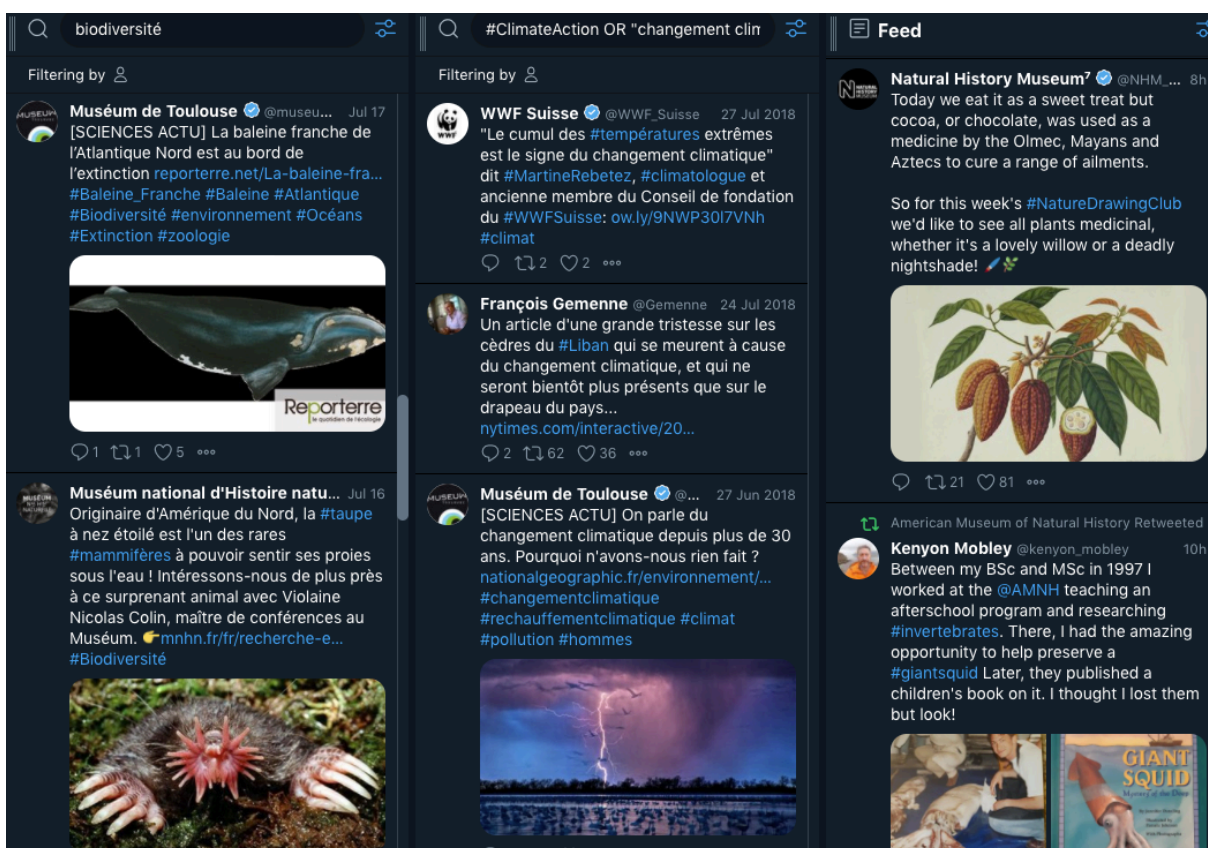 biodiversité
Filtering by
Muséum de Toulouse @museu... Jul 17
[SCIENCES ACTU] La baleine franche de
l'Atlantique Nord est au bord de
l'extinction reporterre.net/La-baleine-fra...
#Baleine_Franche #Baleine #Atlantique
#Biodiversité #environnement #Océans
#Extinction #zoologie
Reporterre
le quotidien de l'écologie
1 1 5
Muséum national d'Histoire natu... Jul 16
Originaire d'Amérique du Nord, la #taupe
à nez étoilé est l'un des rares
#mammifères à pouvoir sentir ses proies
sous l'eau ! Intéressons-nous de plus près
à ce surprenant animal avec Violaine
Nicolas Colin, maître de conférences au
Muséum. 👉mnhn.fr/fr/recherche-e...
#Biodiversité
#ClimateAction OR "changement clim
Filtering by
WWF Suisse @WWF_Suisse 27 Jul 2018
"Le cumul des #températures extrêmes
est le signe du changement climatique"
dit #MartineRebetez, #climatologue et
ancienne membre du Conseil de fondation
du #WWFSuisse: ow.ly/9NWP30l7VNh
#climat
2 2
WWF
François Gemenne @Gemenne 24 Jul 2018
Un article d'une grande tristesse sur les
cèdres du #Liban qui se meurent à cause
du changement climatique, et qui ne
seront bientôt plus présents que sur le
drapeau du pays...
nytimes.com/interactive/20...
2 62 36
Muséum de Toulouse @... 27 Jun 2018
[SCIENCES ACTU] On parle du
changement climatique depuis plus de 30
ans. Pourquoi n'avons-nous rien fait ?
nationalgeographic.fr/environnement/...
#changementclimatique
#rechauffementclimatique #climat
#pollution #hommes
Feed
Natural History Museum⁷ @NHM_... 8h
Today we eat it as a sweet treat but
cocoa, or chocolate, was used as a
medicine by the Olmec, Mayans and
Aztecs to cure a range of ailments.
So for this week's #NatureDrawingClub
we'd like to see all plants medicinal,
whether it's a lovely willow or a deadly
nightshade! 🖌️🌿
21 81
American Museum of Natural History Retweeted
Kenyon Mobley @kenyon_mobley 10h
Between my BSc and MSc in 1997 I
worked at the @AMNH teaching an
afterschool program and researching
#invertebrates. There, I had the amazing
opportunity to help preserve a
#giantsquid Later, they published a
children's book on it. I thought I lost them
but look!
GIANT
SQUID
Mystery of the Deep